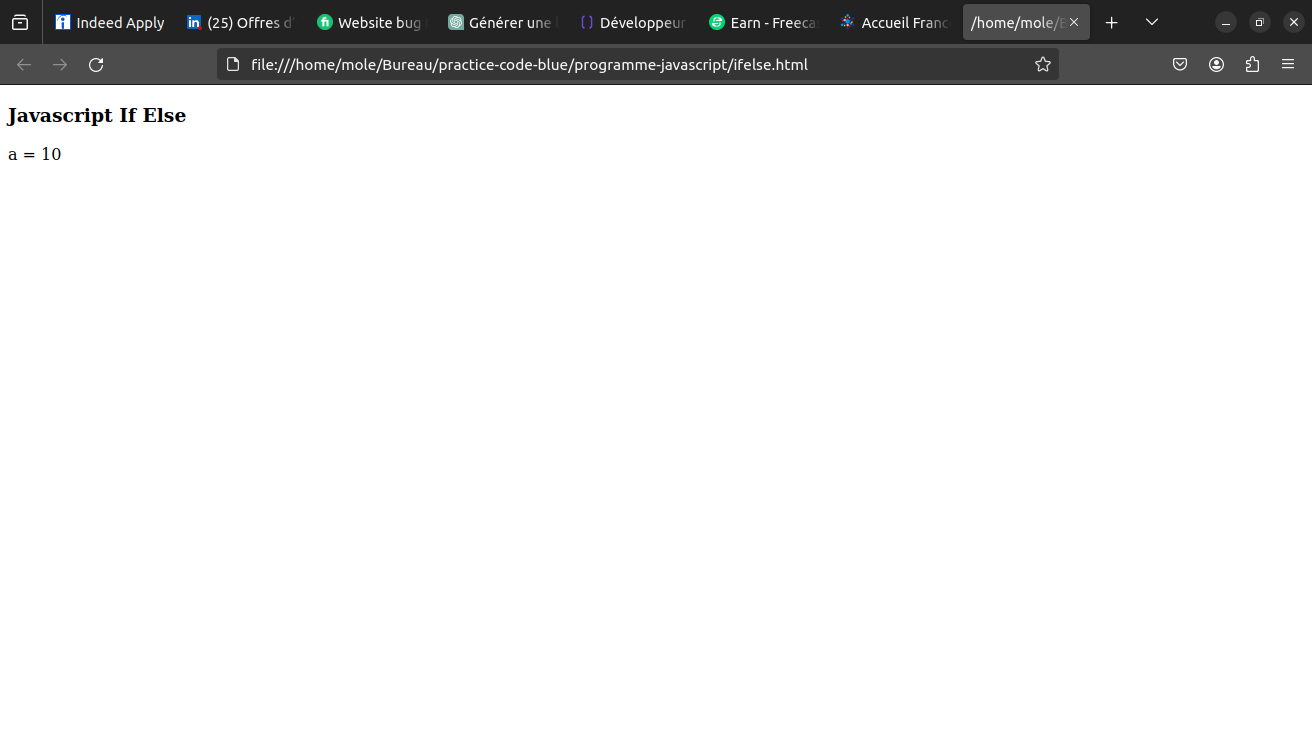 Indeed Apply
(25) Offres d'
Website bug
Générer une
Développeur
Earn - Freeca
Accueil Franc
/home/mole/B
file:///home/mole/Bureau/practice-code-blue/programme-javascript/ifelse.html
Javascript If Else
a = 10